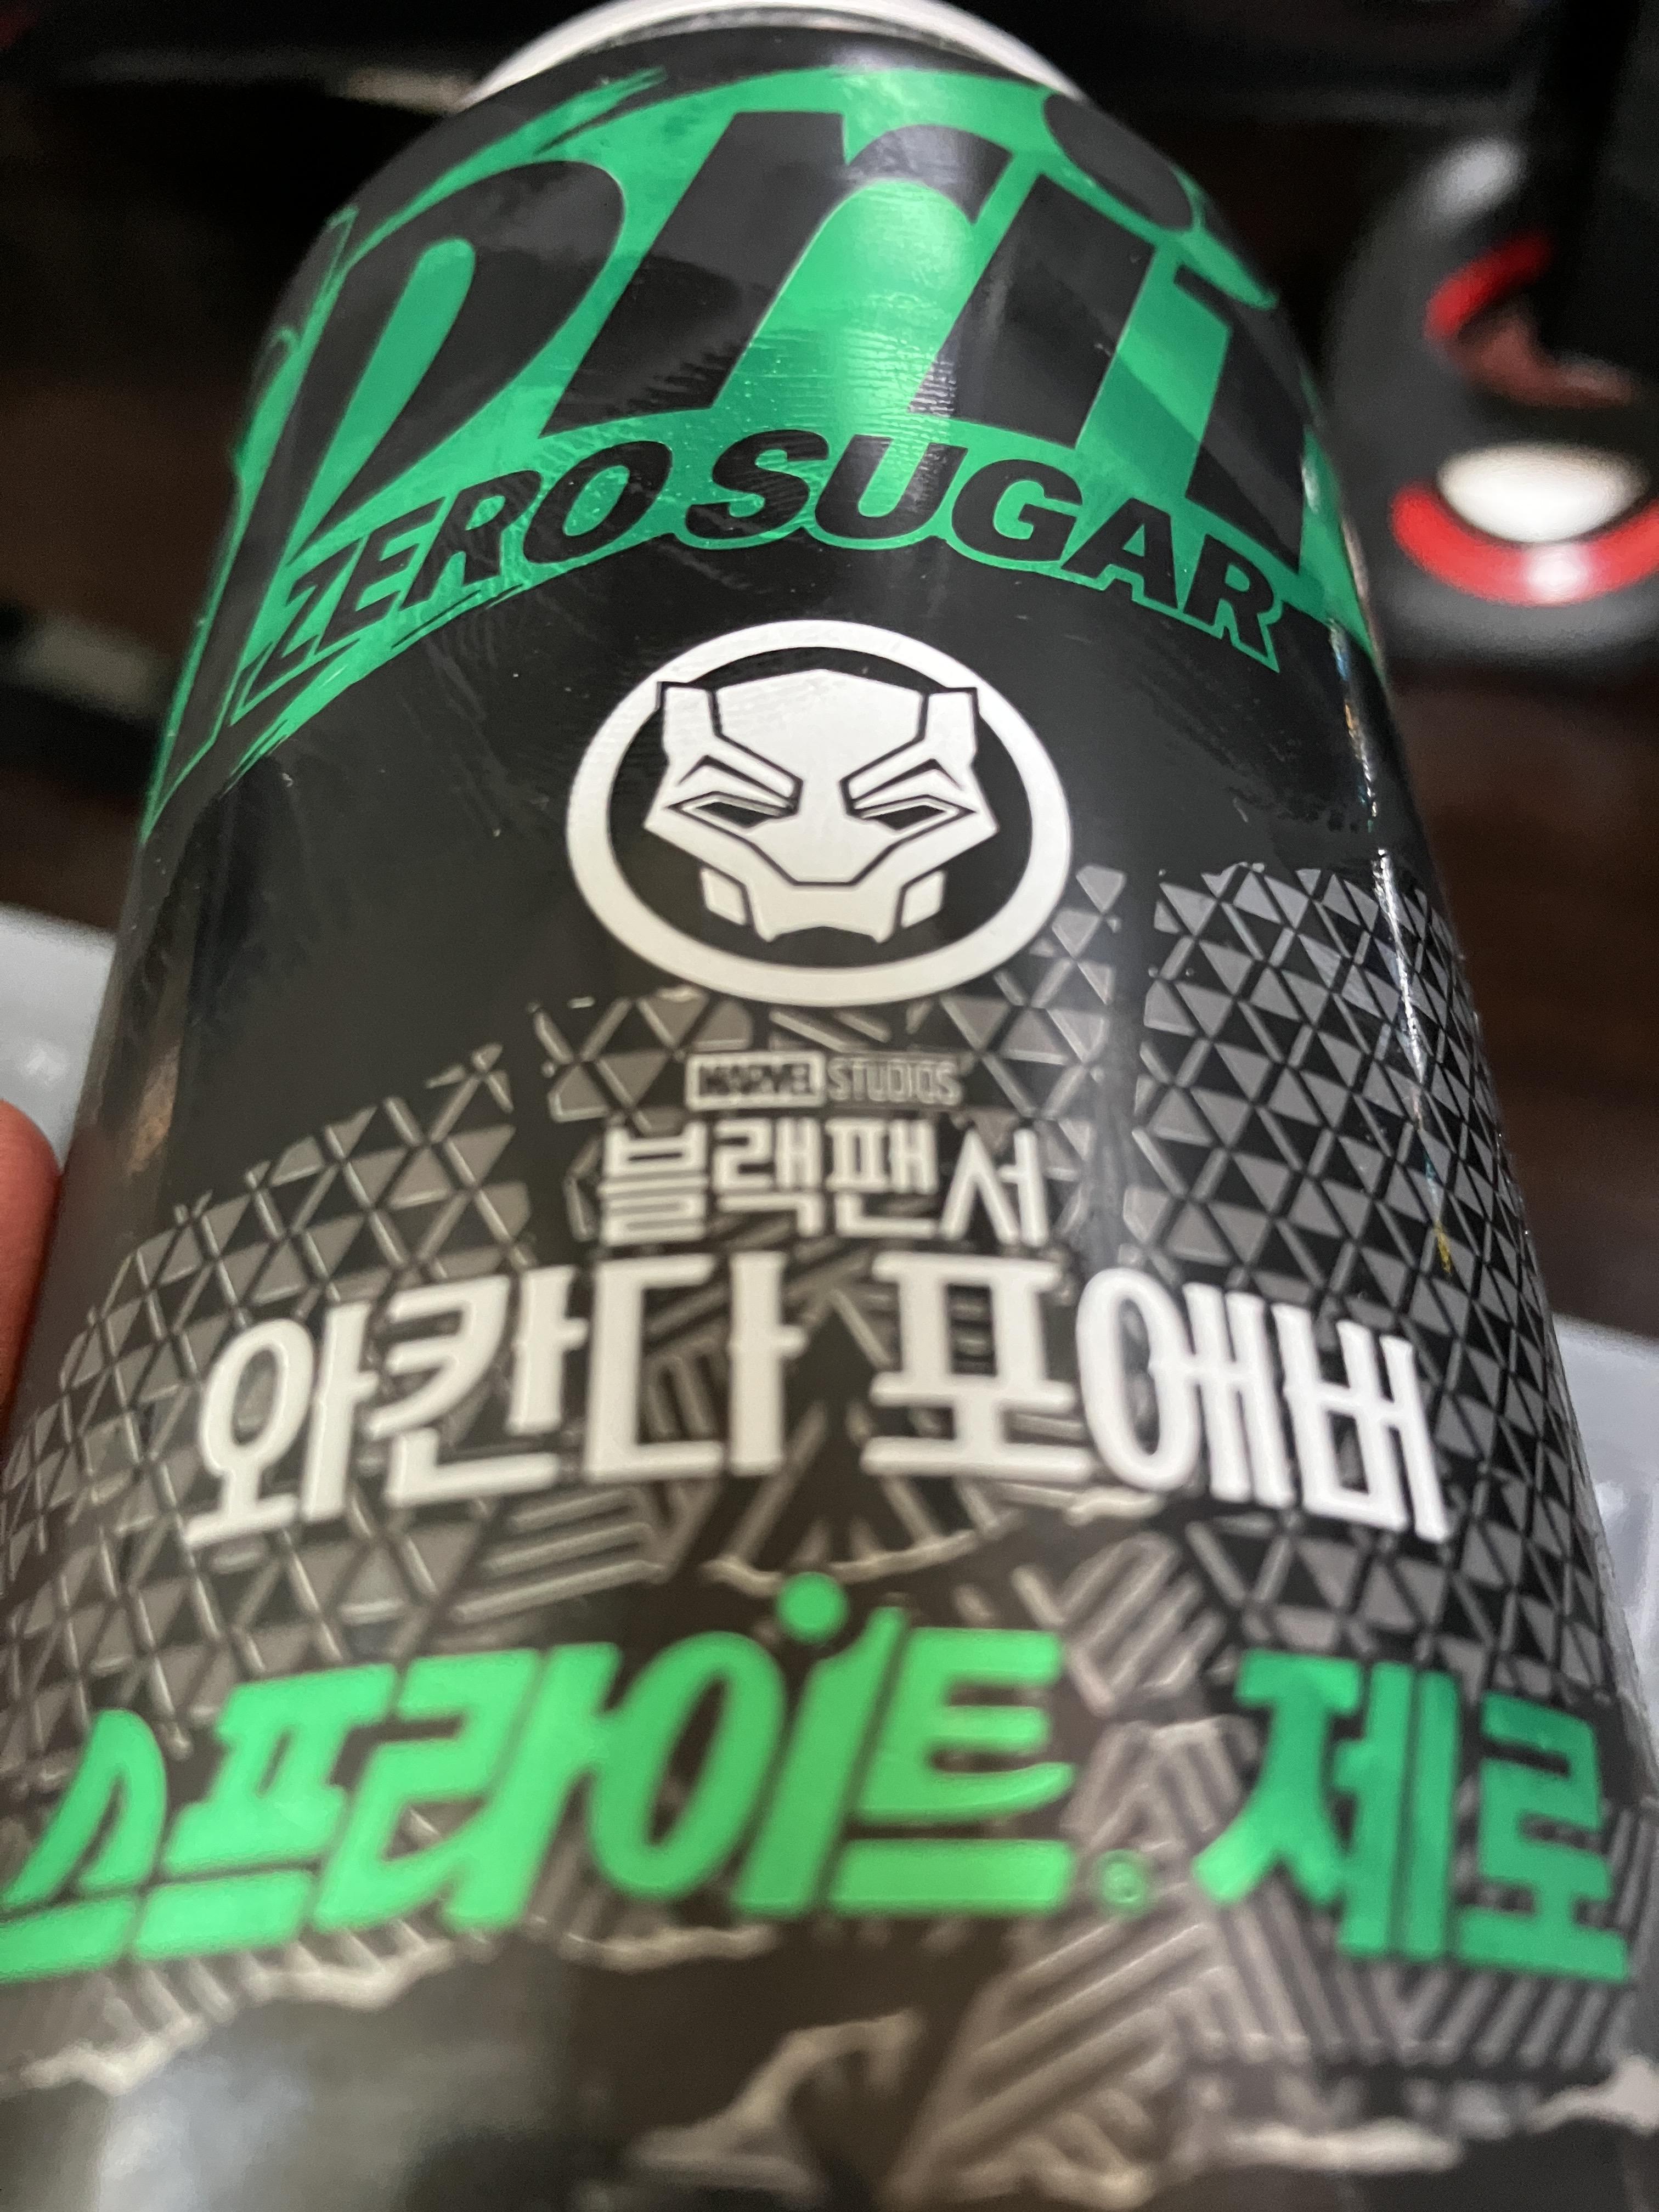 Sprite
ZERO SUGAR
MARVEL STUDIOS
블랙팬서
와칸다 포에버
스프라이트® 제로